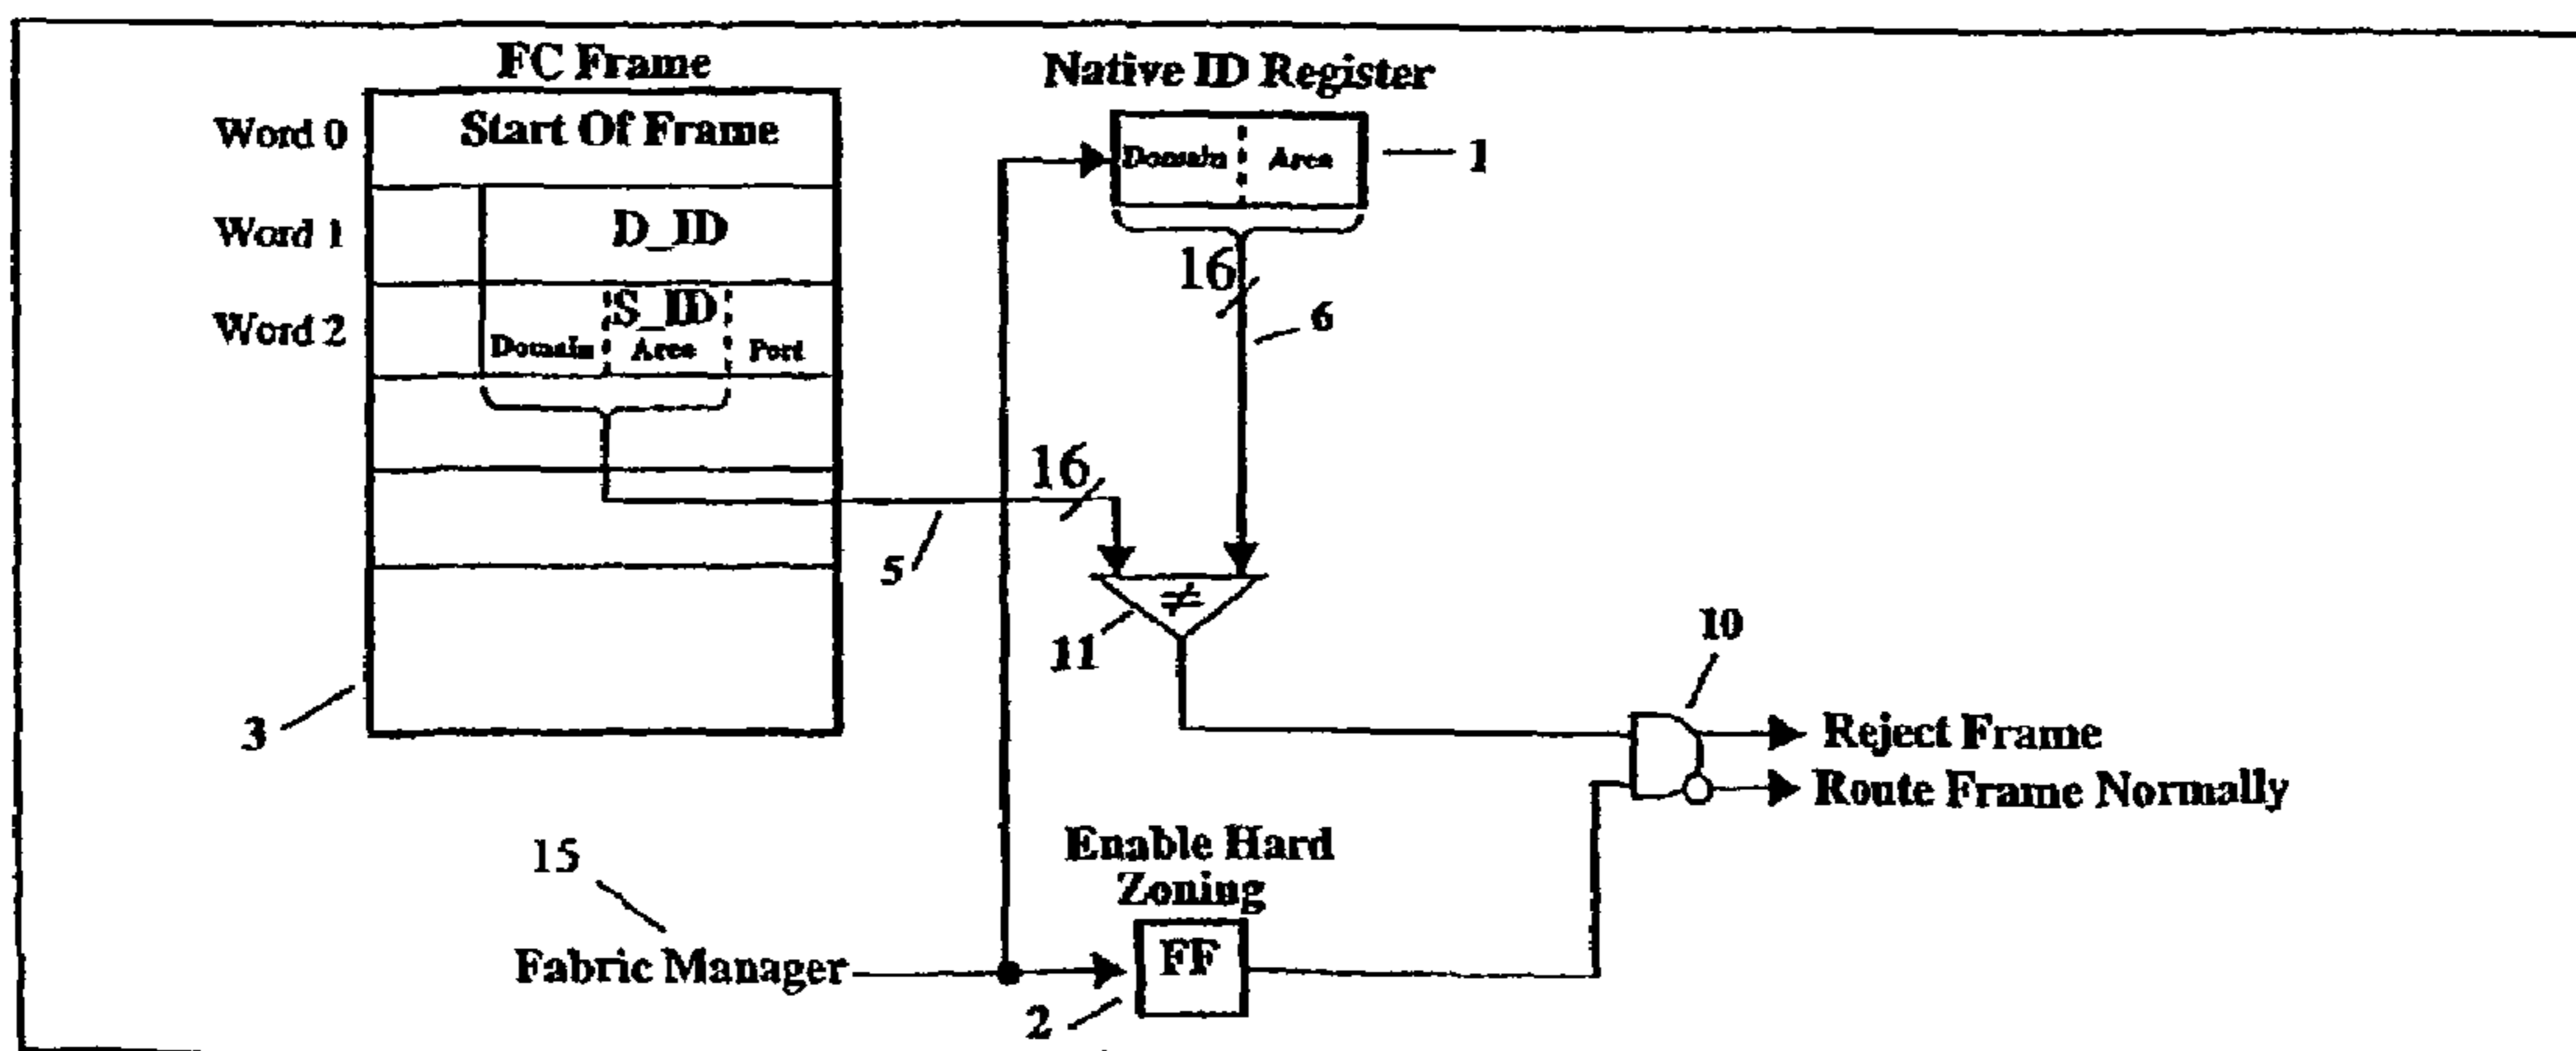 FC Frame
Word 0
Start Of Frame
Word 1
D_ID
Word 2
S_ID
Domain
Area
Port
3
Native ID Register
Domain
Area
1
16
6
16
5
≠
11
10
Reject Frame
Route Frame Normally
Enable Hard
Zoning
15
Fabric Manager
FF
2